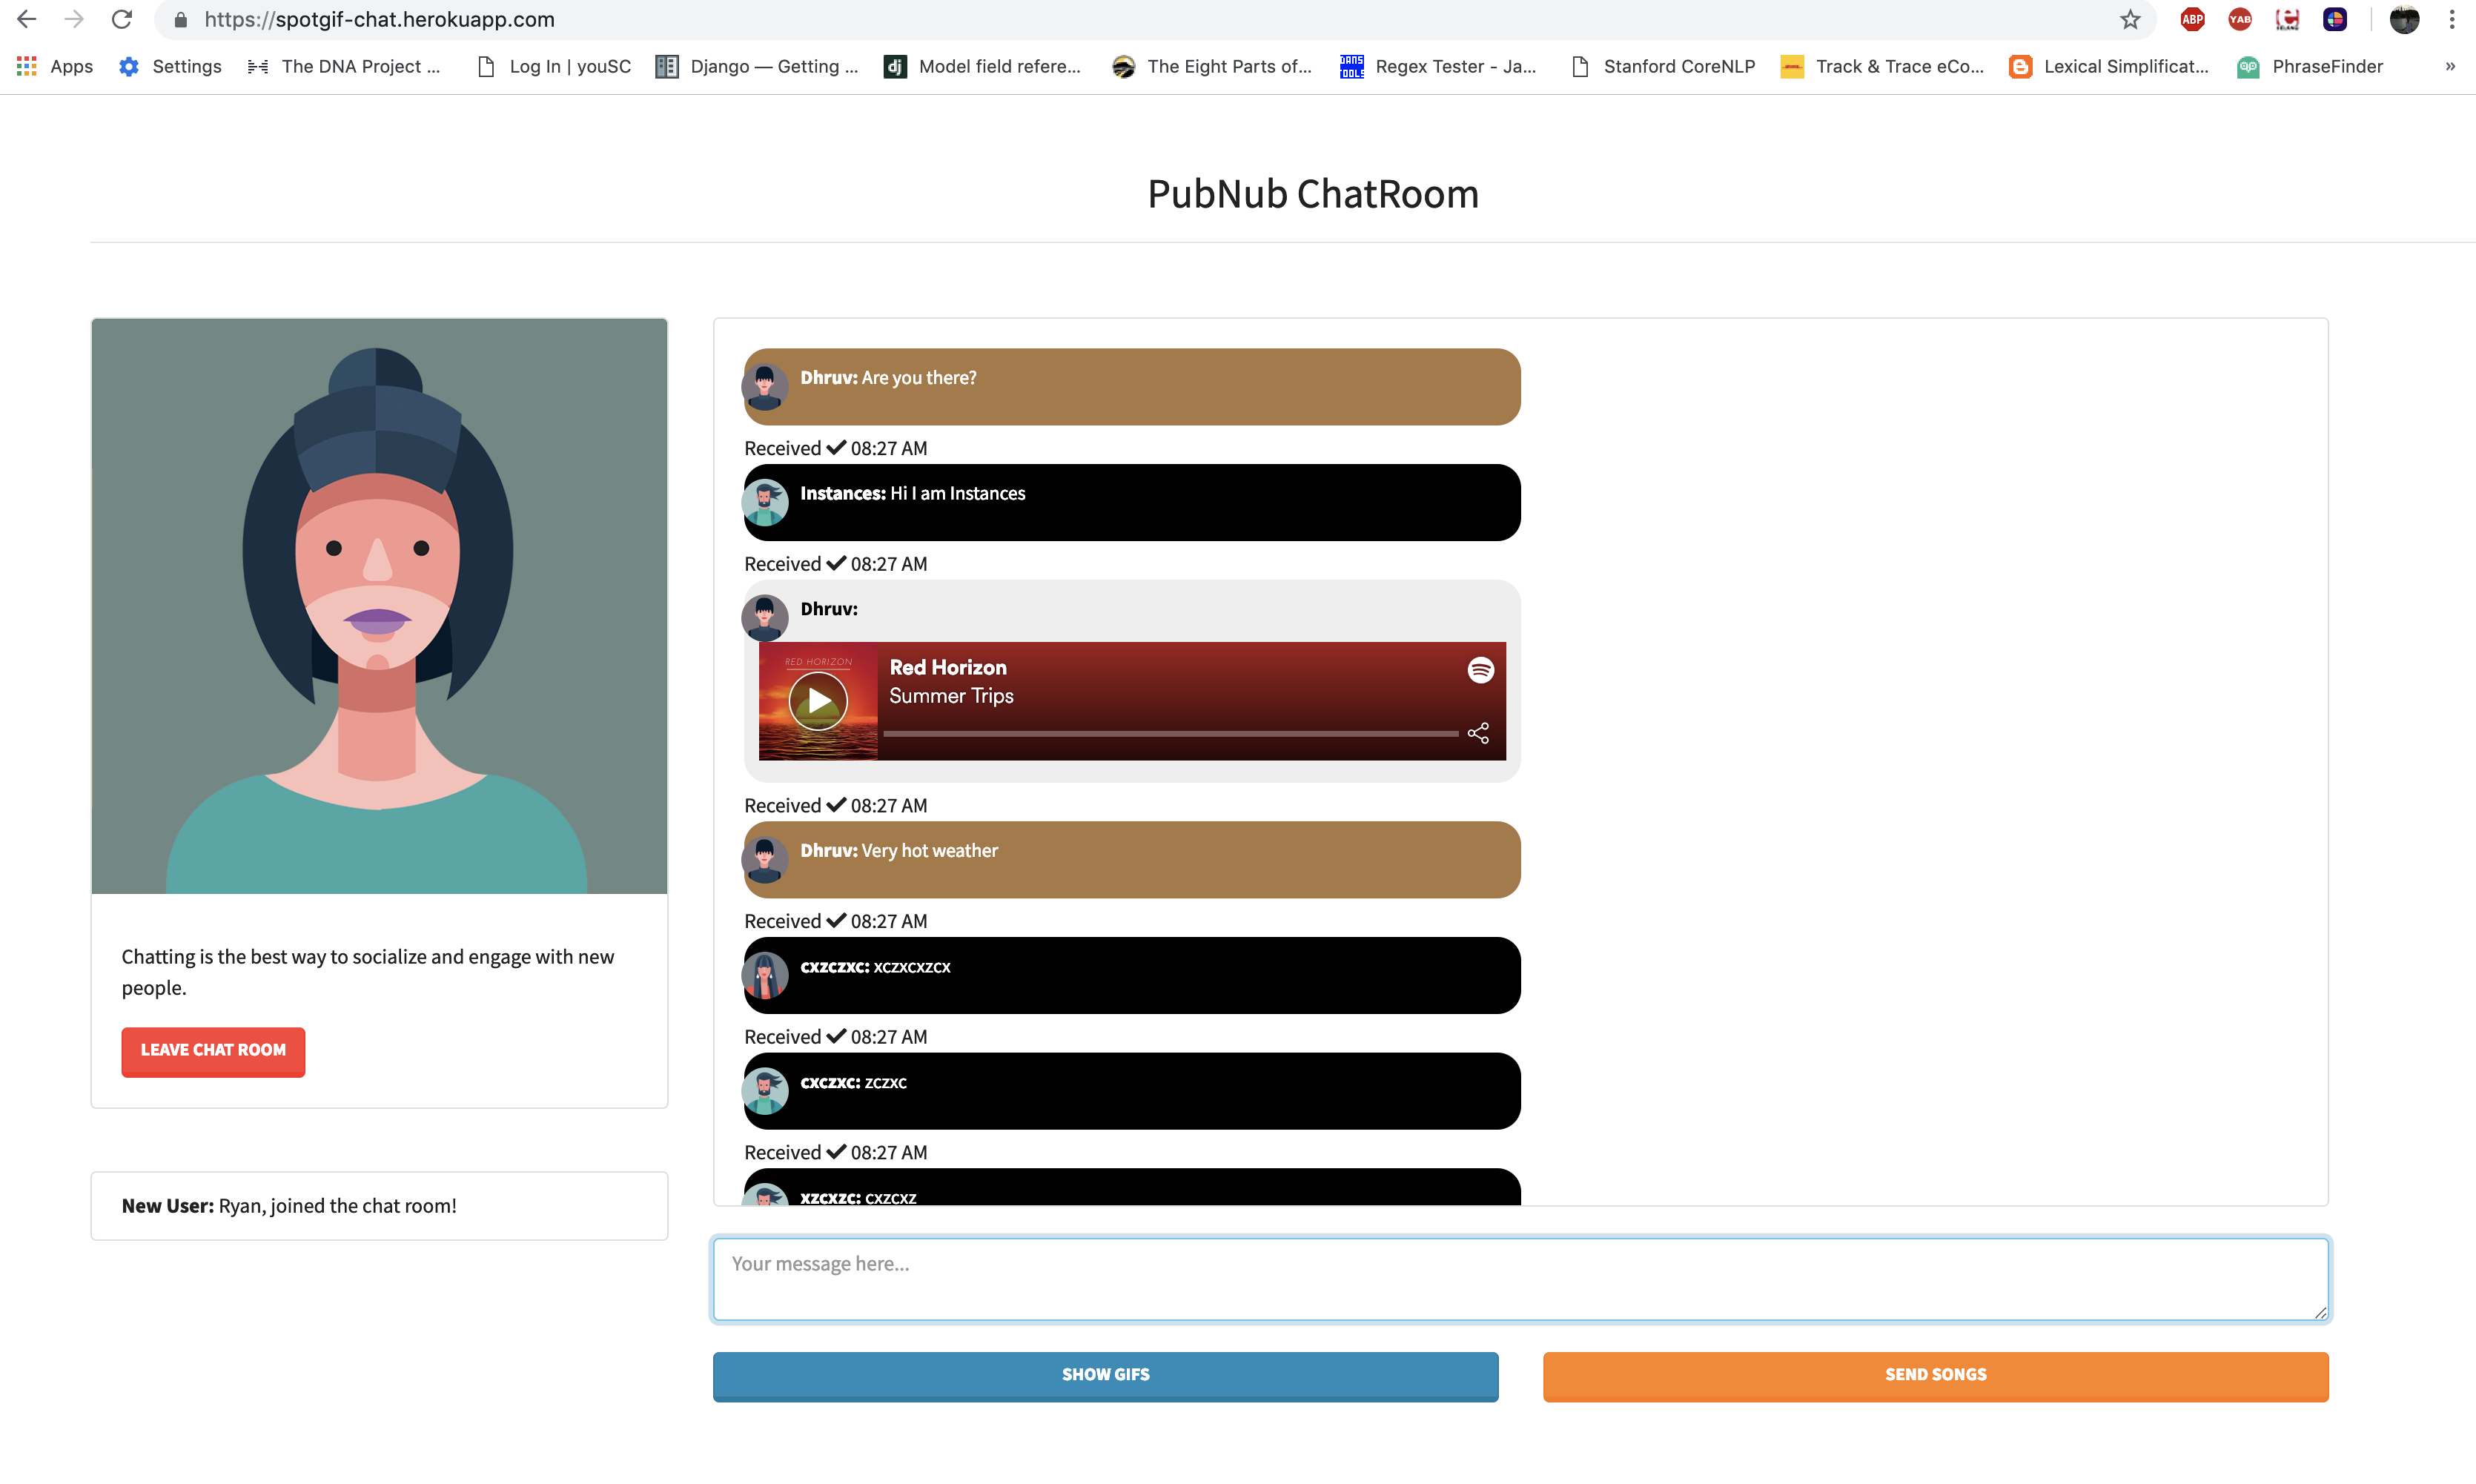 https://spotgif-chat.herokuapp.com
ABP
YAB
Apps
Settings
The DNA Project ...
Log In | youSC
Django — Getting ...
dj
Model field refere...
The Eight Parts of...
DANS TOOLS
Regex Tester - Ja...
Stanford CoreNLP
Track & Trace eCo...
Lexical Simplificat...
PhraseFinder
»
PubNub ChatRoom
Dhruv: Are you there?
Received 08:27 AM
Instances: Hi I am Instances
Received 08:27 AM
Dhruv:
RED HORIZON
Red Horizon
Summer Trips
Received 08:27 AM
Dhruv: Very hot weather
Received 08:27 AM
cxzczxc: xczxcxzcx
Received 08:27 AM
cxczxc: zczxc
Received 08:27 AM
xzcxzc: cxzcxz
Chatting is the best way to socialize and engage with new
people.
LEAVE CHAT ROOM
New User: Ryan, joined the chat room!
Your message here...
SHOW GIFS
SEND SONGS